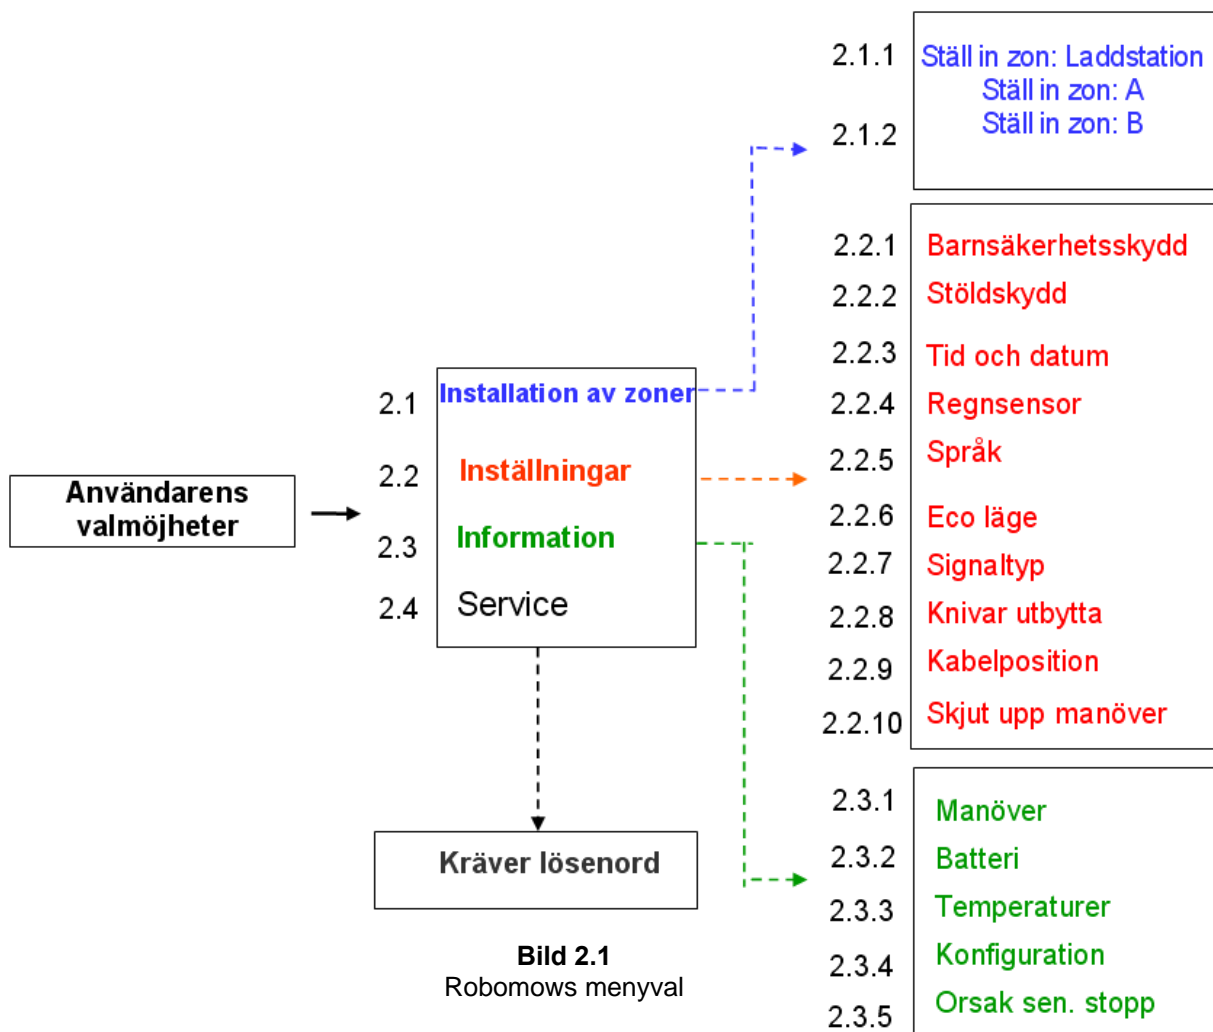 Användarens
valmöjheter
2.1 Installation av zoner
2.2 Inställningar
2.3 Information
2.4 Service
Kräver lösenord
Bild 2.1
Robomows menyval
2.1.1 Ställ in zon: Laddstation
Ställ in zon: A
2.1.2 Ställ in zon: B
2.2.1 Barnsäkerhetsskydd
2.2.2 Stöldskydd
2.2.3 Tid och datum
2.2.4 Regnsensor
2.2.5 Språk
2.2.6 Eco läge
2.2.7 Signaltyp
2.2.8 Knivar utbytta
2.2.9 Kabelposition
2.2.10 Skjut upp manöver
2.3.1 Manöver
2.3.2 Batteri
2.3.3 Temperaturer
2.3.4 Konfiguration
2.3.5 Orsak sen. stopp